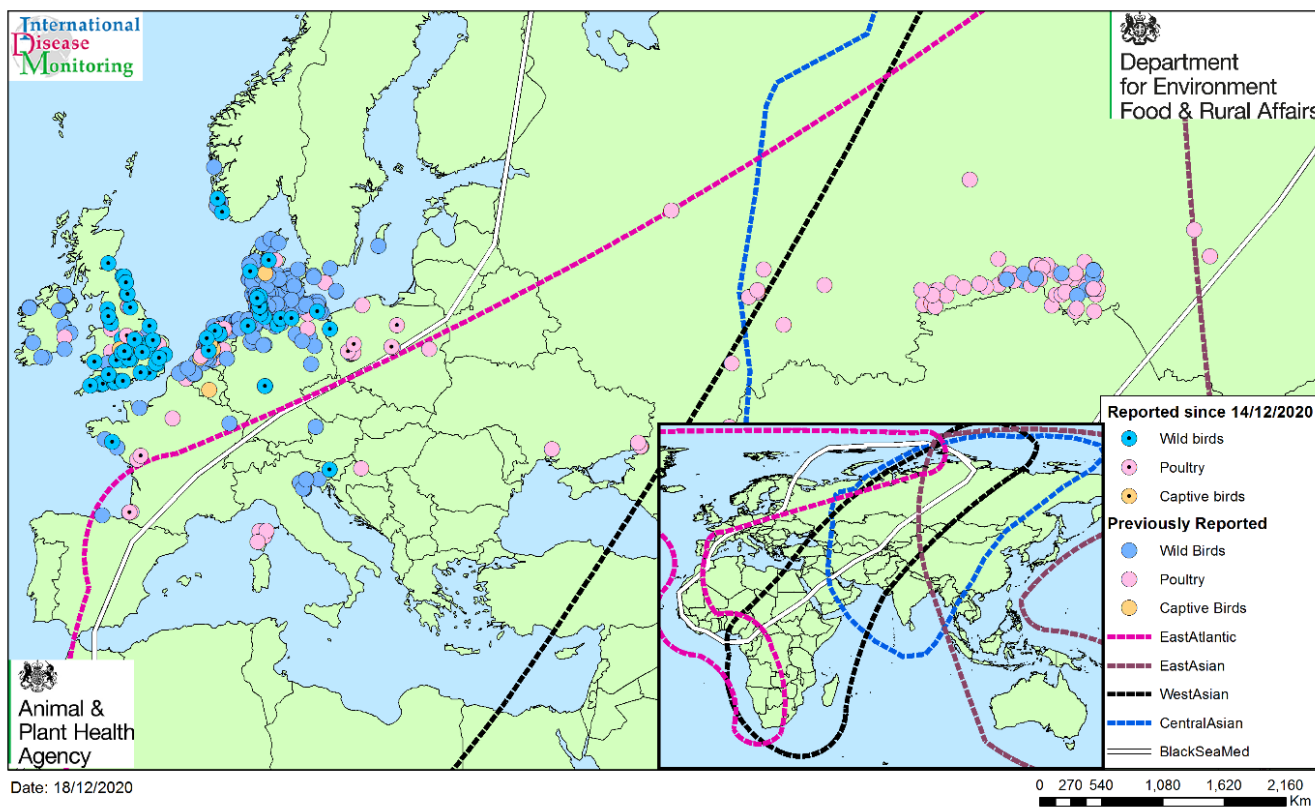 International
Disease
Monitoring
Department
for Environment
Food & Rural Affairs
Reported since 14/12/2020
Wild birds
Poultry
Captive birds
Previously Reported
Wild Birds
Poultry
Captive Birds
EastAtlantic
EastAsian
WestAsian
CentralAsian
BlackSeaMed
Animal &
Plant Health
Agency
Date: 18/12/2020
0 270 540 1,080 1,620 2,160
Km